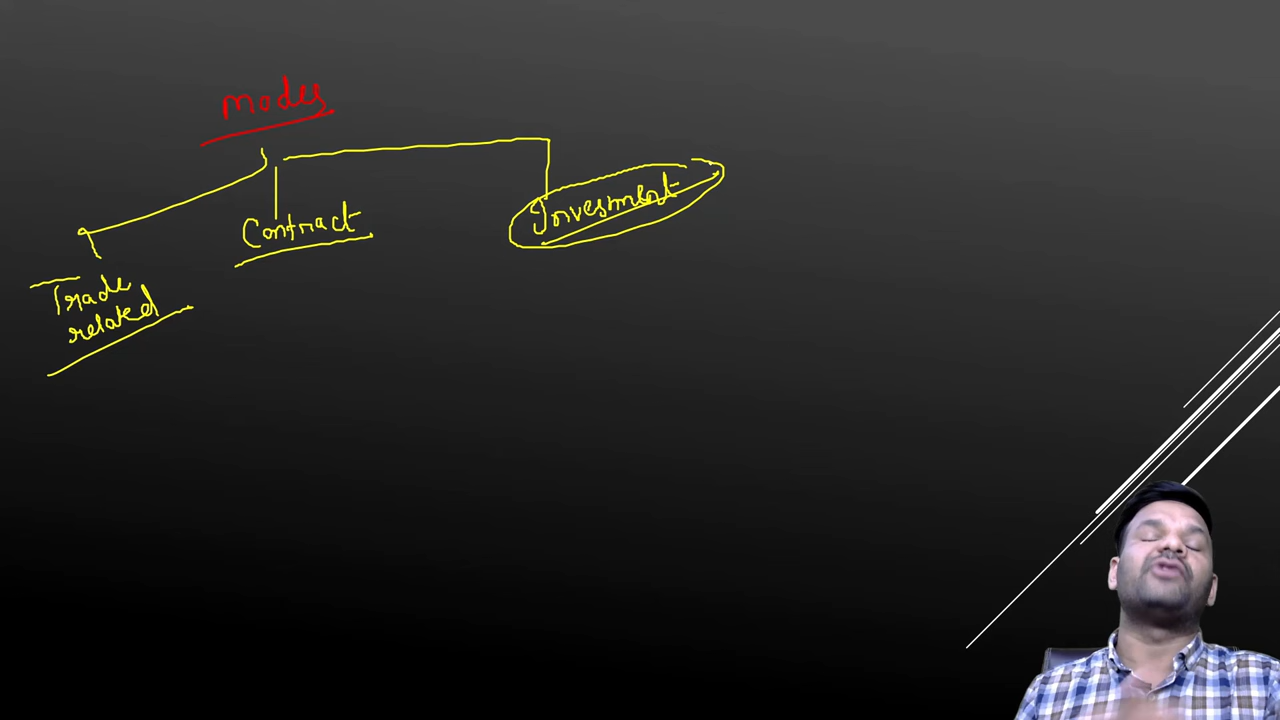 modes
Contract
Investment
Trade
related